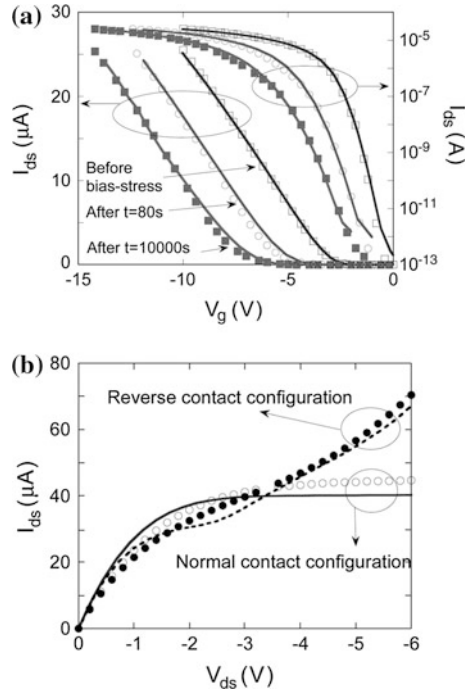 (a)
30
20
10
0
I_ds (μA)
10^-5
10^-7
10^-9
10^-11
10^-13
I_ds (A)
Before
bias-stress
After t=80s
After t=10000s
-15
-10
-5
0
V_g (V)
(b)
80
60
40
20
0
I_ds (μA)
Reverse contact configuration
Normal contact configuration
0
-1
-2
-3
-4
-5
-6
V_ds (V)